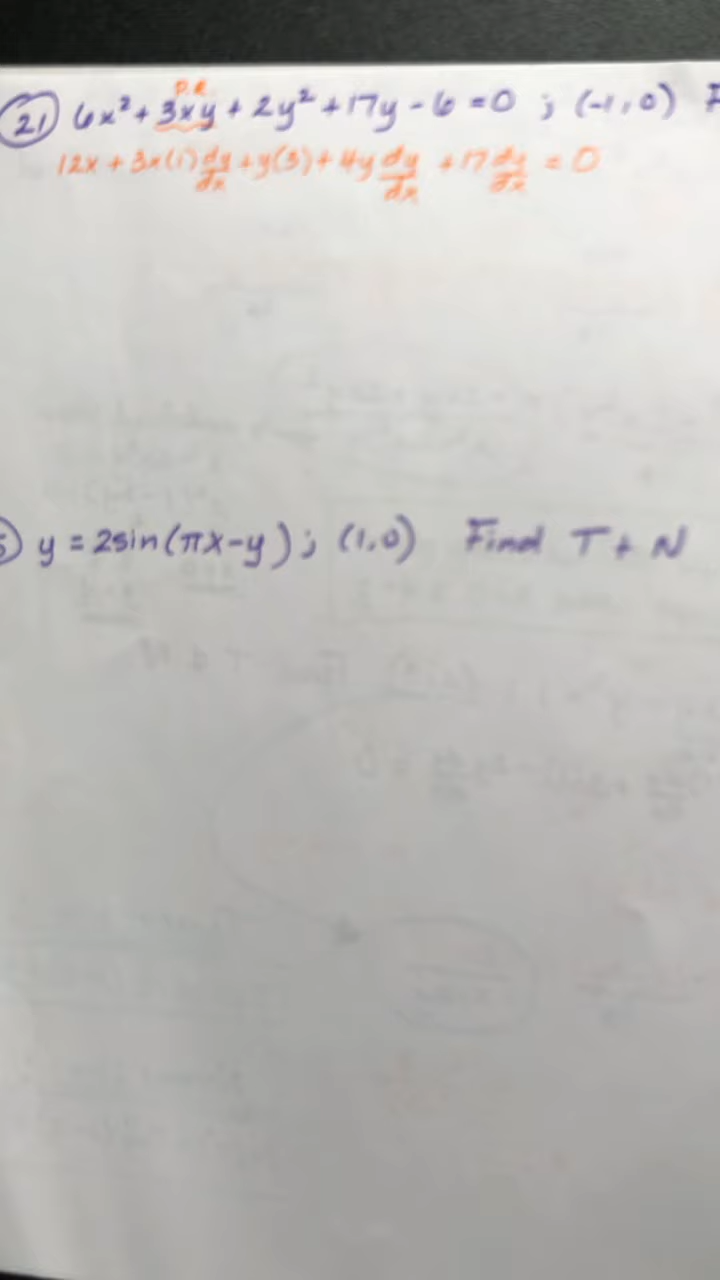 P.R.
21 6x² + 3xy + 2y² + 17y - 6 = 0 ; (-1, 0)
12x + 3x(1) dy/dx + y(3) + 4y dy/dx + 17 dy/dx = 0
y = 2sin(πx-y) ; (1,0) Find T + N